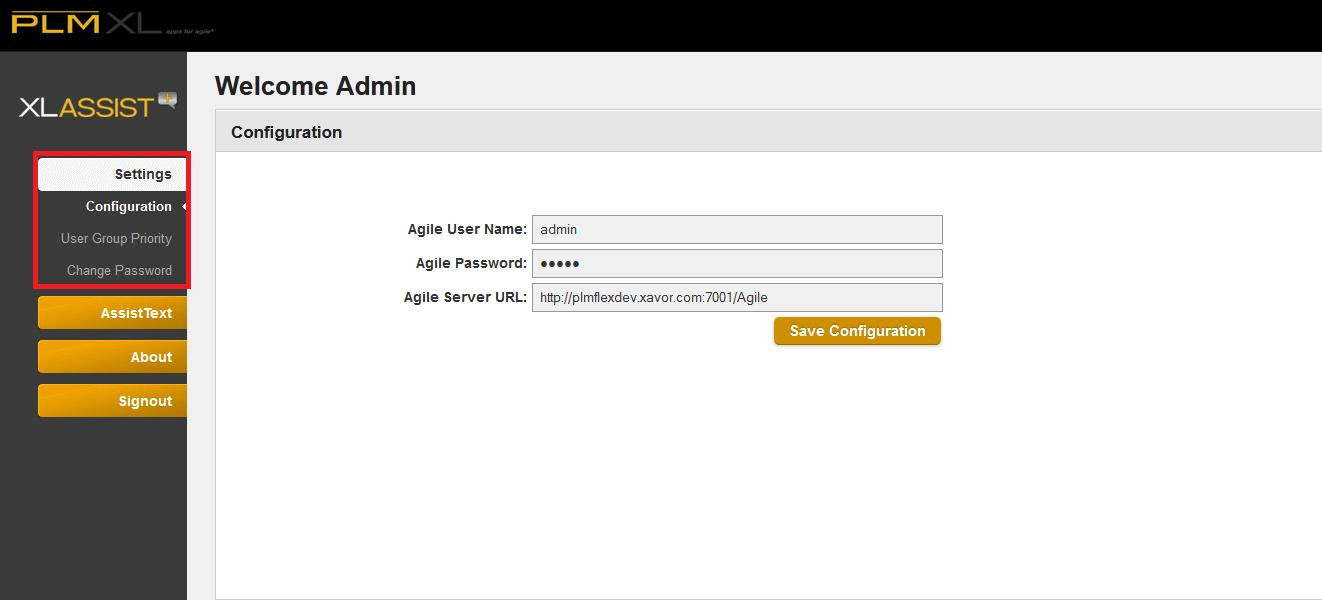 PLMXL apps for agile
XLASSIST
Welcome Admin
Configuration
Settings
Configuration
User Group Priority
Change Password
AssistText
About
Signout
Agile User Name: admin
Agile Password: ●●●●●
Agile Server URL: http://plmflexdev.xavor.com:7001/Agile
Save Configuration